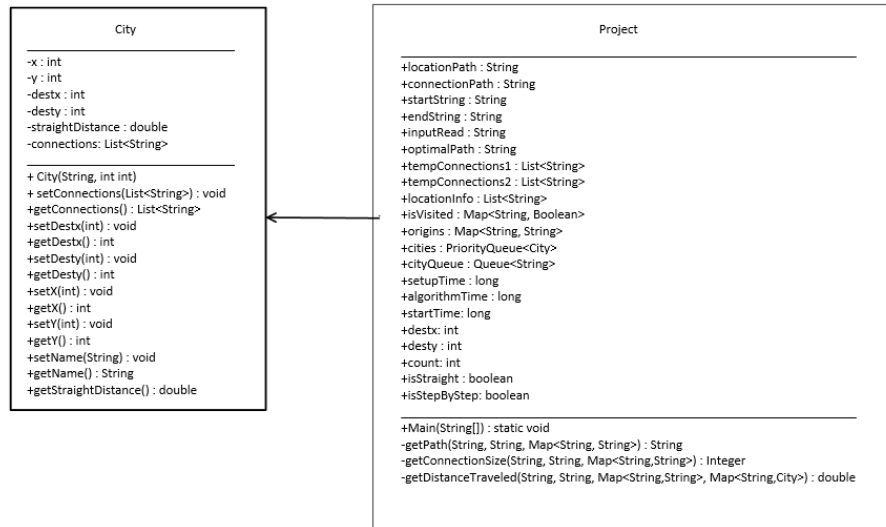 City
-x : int
-y : int
-destx : int
-desty : int
-straightDistance : double
-connections: List<String>
+ City(String, int int)
+ setConnections(List<String>) : void
+getConnections() : List<String>
+setDestx(int) : void
+getDestx() : int
+setDesty(int) : void
+getDesty() : int
+setX(int) : void
+getX() : int
+setY(int) : void
+getY() : int
+setName(String) : void
+getName() : String
+getStraightDistance() : double
Project
+locationPath : String
+connectionPath : String
+startString : String
+endString : String
+inputRead : String
+optimalPath : String
+tempConnections1 : List<String>
+tempConnections2 : List<String>
+locationInfo : List<String>
+isVisited : Map<String, Boolean>
+origins : Map<String, String>
+cities : PriorityQueue<City>
+cityQueue : Queue<String>
+setupTime : long
+algorithmTime : long
+startTime: long
+destx: int
+desty : int
+count: int
+isStraight : boolean
+isStepByStep: boolean
+Main(String[]) : static void
-getPath(String, String, Map<String, String>) : String
-getConnectionSize(String, String, Map<String,String>) : Integer
-getDistanceTraveled(String, String, Map<String,String>, Map<String,City>) : double